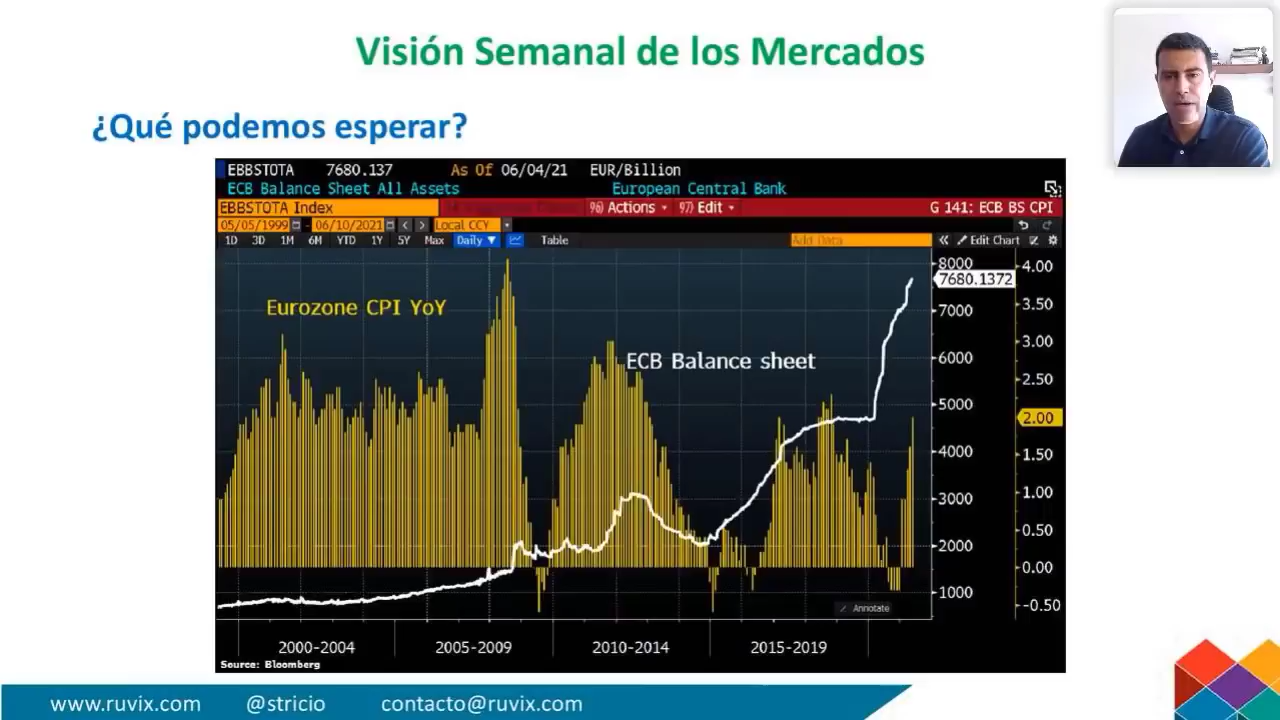 Visión Semanal de los Mercados
¿Qué podemos esperar?
EBBSTOTA 7680.137 As Of 06/04/21 EUR/Billion
ECB Balance Sheet All Assets European Central Bank
EBBSTOTA Index 96) Actions 97) Edit G 141: ECB BS CPI
05/05/1999 - 06/10/2021 Local CCY
1D 3D 1M 6M YTD 1Y 5Y Max Daily Table Add Data Edit Chart
Eurozone CPI YoY
ECB Balance sheet
8000
7680.1372
7000
6000
5000
4000
3000
2000
1000
4.00
3.50
3.00
2.50
2.00
1.50
1.00
0.50
0.00
-0.50
Annotate
2000-2004 2005-2009 2010-2014 2015-2019
Source: Bloomberg
www.ruvix.com @stricio contacto@ruvix.com